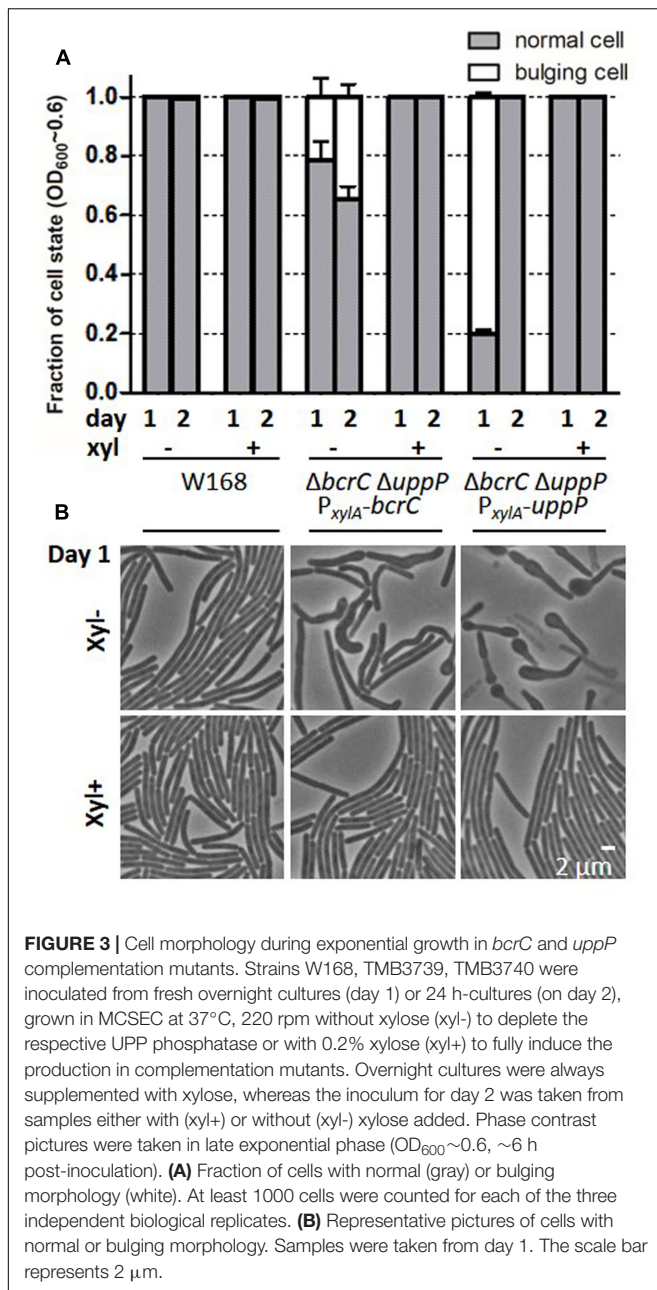 A
normal cell
bulging cell
Fraction of cell state (OD600~0.6)
1.0
0.8
0.6
0.4
0.2
0.0
day 1 2 1 2 1 2 1 2 1 2 1 2
xyl - + - + - +
W168 ΔbcrC ΔuppP ΔbcrC ΔuppP
PxylA-bcrC PxylA-uppP
B
Day 1
Xyl-
Xyl+
2 μm
FIGURE 3 | Cell morphology during exponential growth in bcrC and uppP
complementation mutants. Strains W168, TMB3739, TMB3740 were
inoculated from fresh overnight cultures (day 1) or 24 h-cultures (on day 2),
grown in MCSEC at 37°C, 220 rpm without xylose (xyl-) to deplete the
respective UPP phosphatase or with 0.2% xylose (xyl+) to fully induce the
production in complementation mutants. Overnight cultures were always
supplemented with xylose, whereas the inoculum for day 2 was taken from
samples either with (xyl+) or without (xyl-) xylose added. Phase contrast
pictures were taken in late exponential phase (OD600~0.6, ~6 h
post-inoculation). (A) Fraction of cells with normal (gray) or bulging
morphology (white). At least 1000 cells were counted for each of the three
independent biological replicates. (B) Representative pictures of cells with
normal or bulging morphology. Samples were taken from day 1. The scale bar
represents 2 μm.